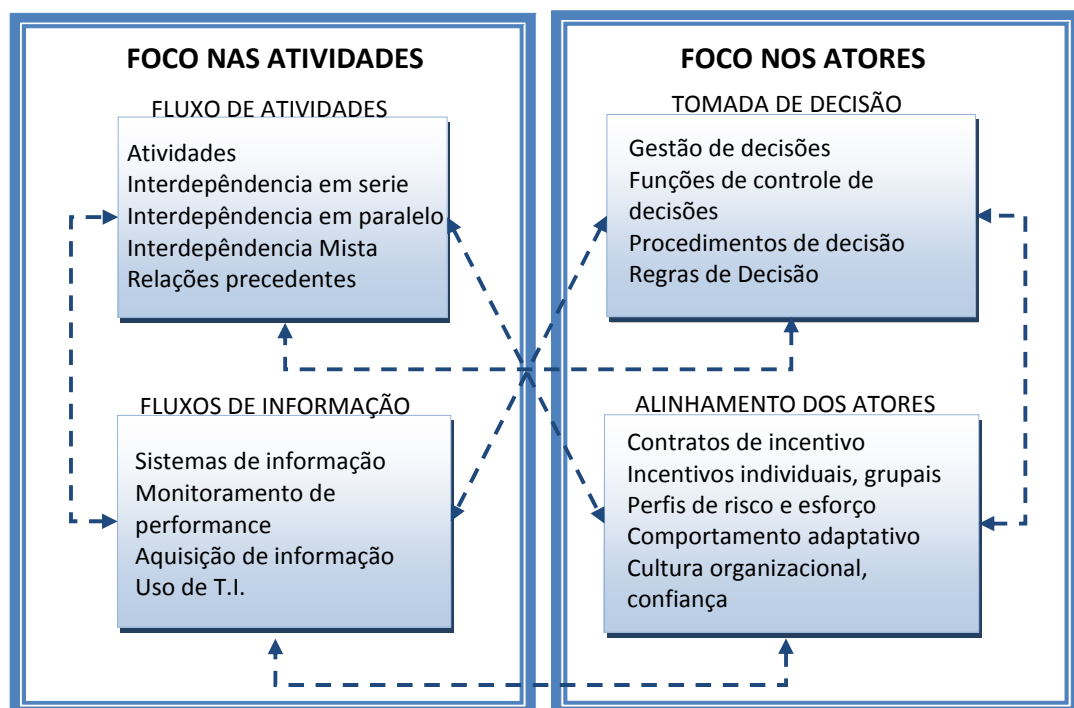 FOCO NAS ATIVIDADES
FLUXO DE ATIVIDADES
Atividades
Interdepêndencia em serie
Interdepêndencia em paralelo
Interdepêndencia Mista
Relações precedentes
FLUXOS DE INFORMAÇÃO
Sistemas de informação
Monitoramento de
performance
Aquisição de informação
Uso de T.I.
FOCO NOS ATORES
TOMADA DE DECISÃO
Gestão de decisões
Funções de controle de
decisões
Procedimentos de decisão
Regras de Decisão
ALINHAMENTO DOS ATORES
Contratos de incentivo
Incentivos individuais, grupais
Perfis de risco e esforço
Comportamento adaptativo
Cultura organizacional,
confiança